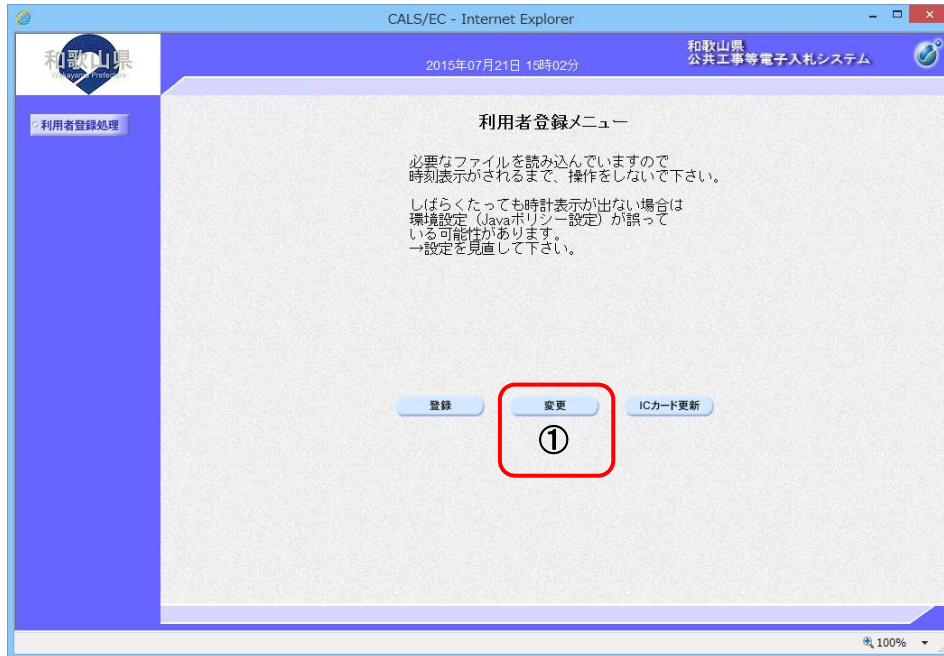 CALS/EC - Internet Explorer
和歌山県
Wakayama Prefecture
2015年07月21日 15時02分
和歌山県
公共工事等電子入札システム
利用者登録処理
利用者登録メニュー
必要なファイルを読み込んでいますので
時刻表示がされるまで、操作をしないで下さい。
しばらくたっても時計表示が出ない場合は
環境設定（Javaポリシー設定）が誤って
いる可能性があります。
→設定を見直して下さい。
登録
変更
ICカード更新
①
100%